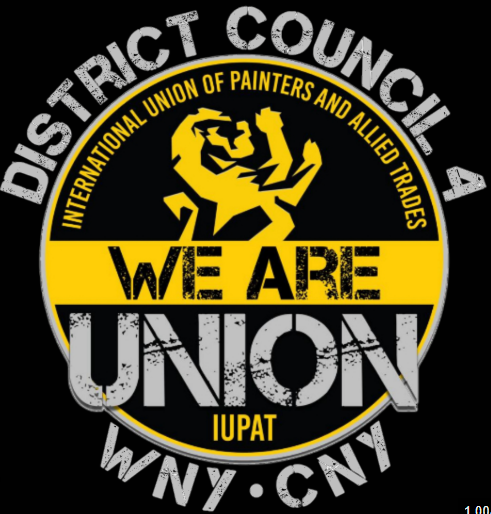 DISTRICT COUNCIL 4
INTERNATIONAL UNION OF PAINTERS AND ALLIED TRADES
WE ARE
UNION
IUPAT
WNY · CNY
1.00